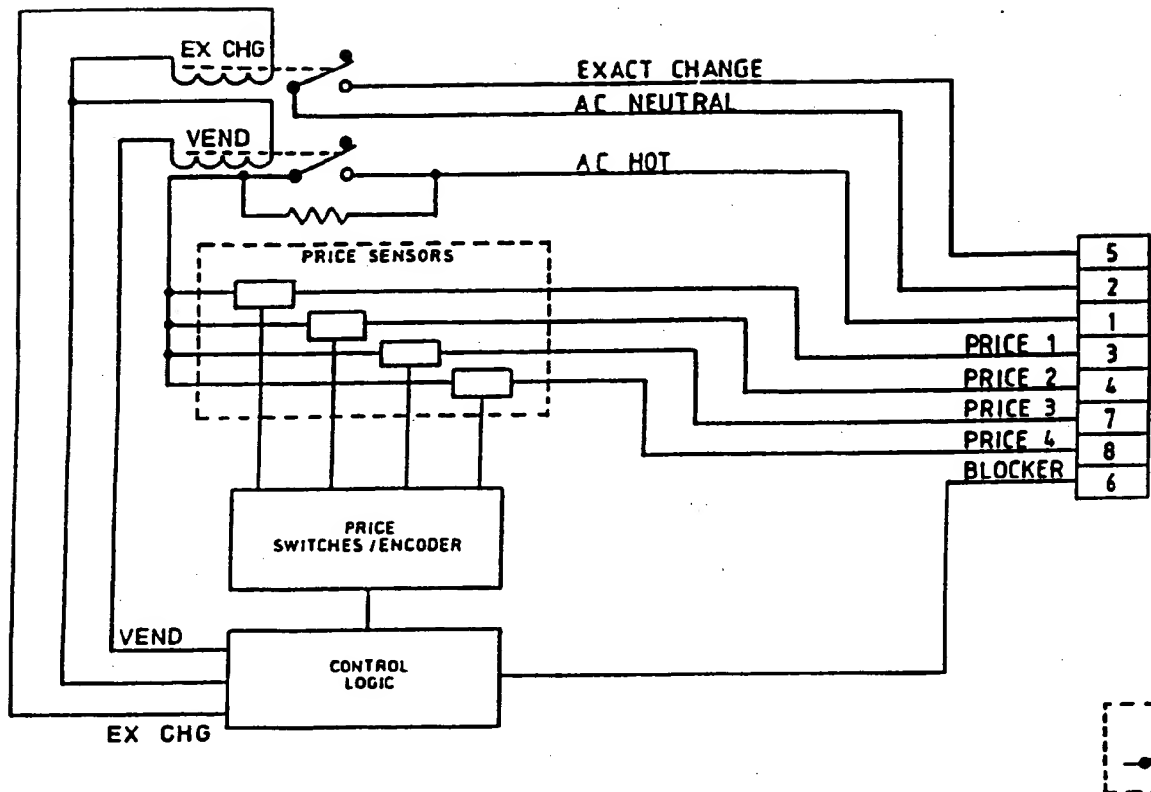 EX CHG
EXACT CHANGE
AC NEUTRAL
VEND
AC HOT
PRICE SENSORS
5
2
1
PRICE 1 3
PRICE 2 4
PRICE 3 7
PRICE 4 8
BLOCKER 6
PRICE
SWITCHES/ENCODER
VEND
CONTROL
LOGIC
EX CHG